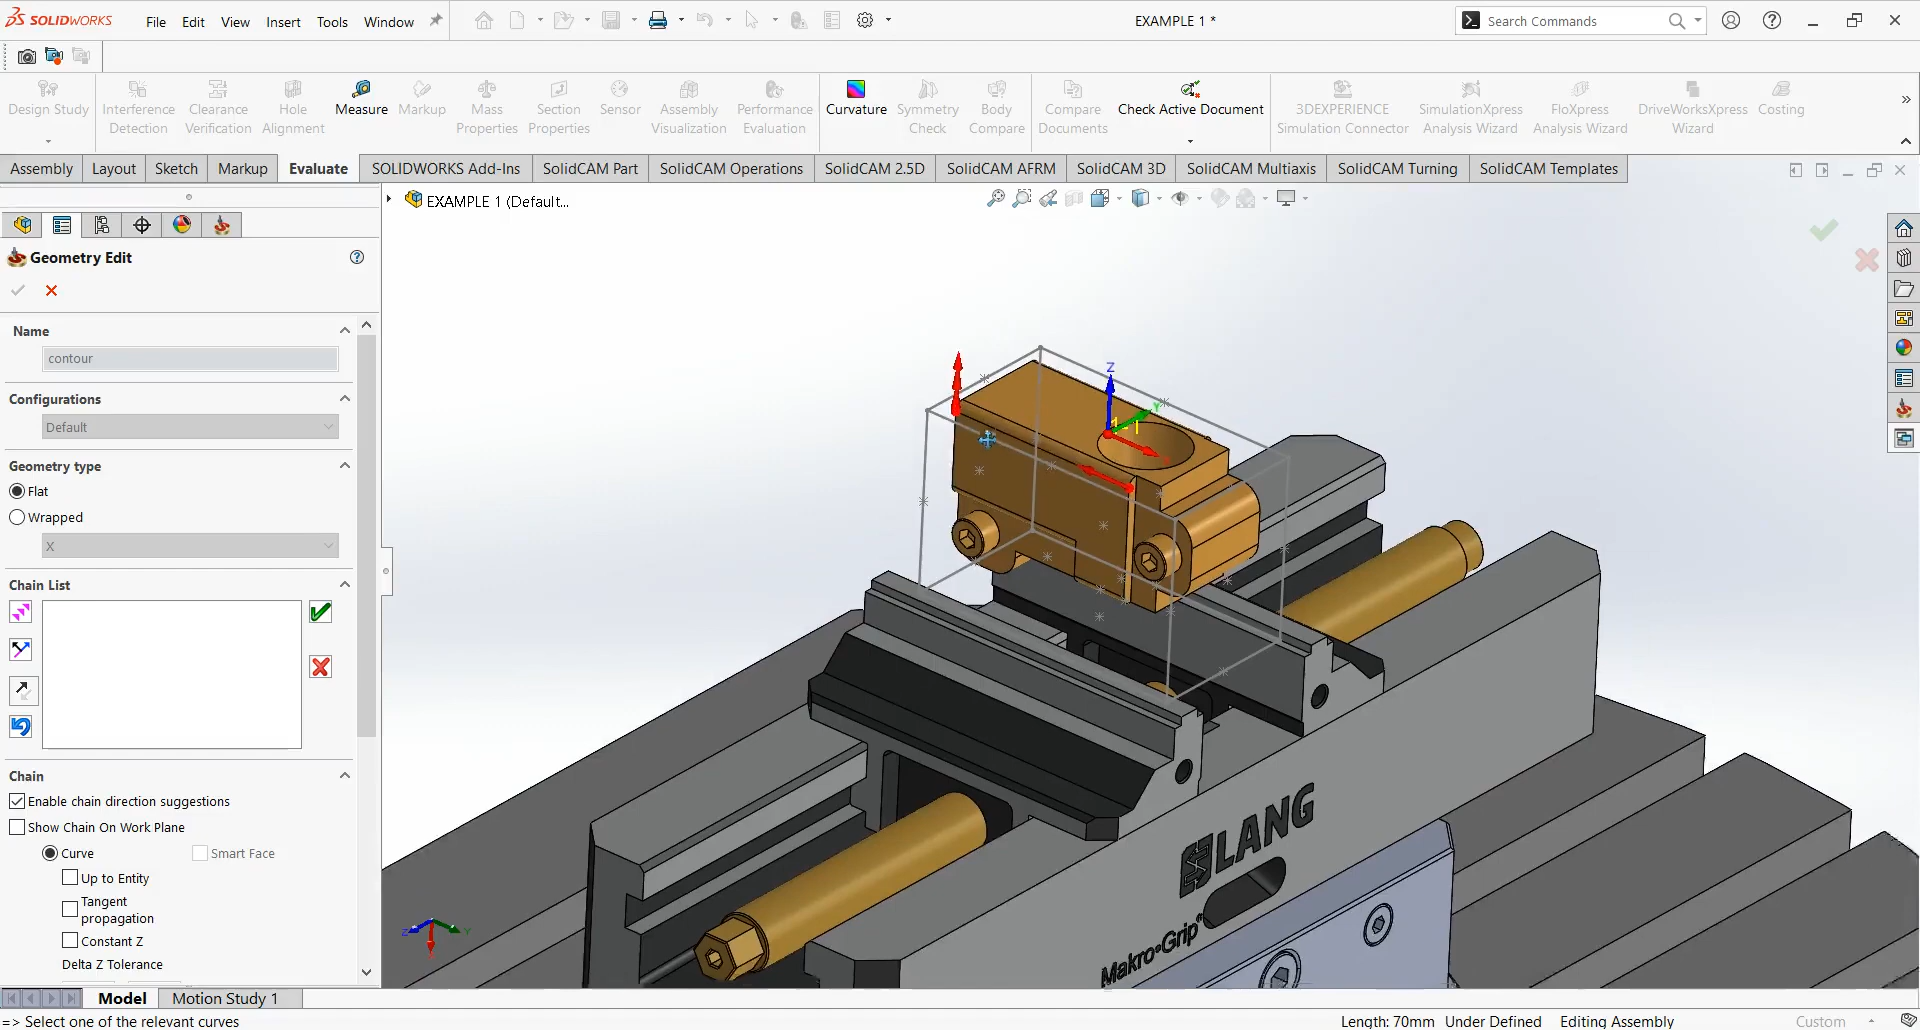 SOLIDWORKS File Edit View Insert Tools Window EXAMPLE 1 * Search Commands
Design Study Interference Detection Clearance Verification Hole Alignment Measure Markup Mass Properties Section Properties Sensor Assembly Visualization Performance Evaluation Curvature Symmetry Check Body Compare Compare Documents Check Active Document 3DEXPERIENCE Simulation Connector SimulationXpress Analysis Wizard FloXpress Analysis Wizard DriveWorksXpress Wizard Costing
Assembly Layout Sketch Markup Evaluate SOLIDWORKS Add-Ins SolidCAM Part SolidCAM Operations SolidCAM 2.5D SolidCAM AFRM SolidCAM 3D SolidCAM Multiaxis SolidCAM Turning SolidCAM Templates
EXAMPLE 1 (Default...
Geometry Edit
Name
contour
Configurations
Default
Geometry type
Flat
Wrapped
X
Chain List
Chain
Enable chain direction suggestions
Show Chain On Work Plane
Curve Smart Face
Up to Entity
Tangent
propagation
Constant Z
Delta Z Tolerance
Z
Y
LANG
Makro•Grip®
Z Y
Model Motion Study 1
=> Select one of the relevant curves Length: 70mm Under Defined Editing Assembly Custom